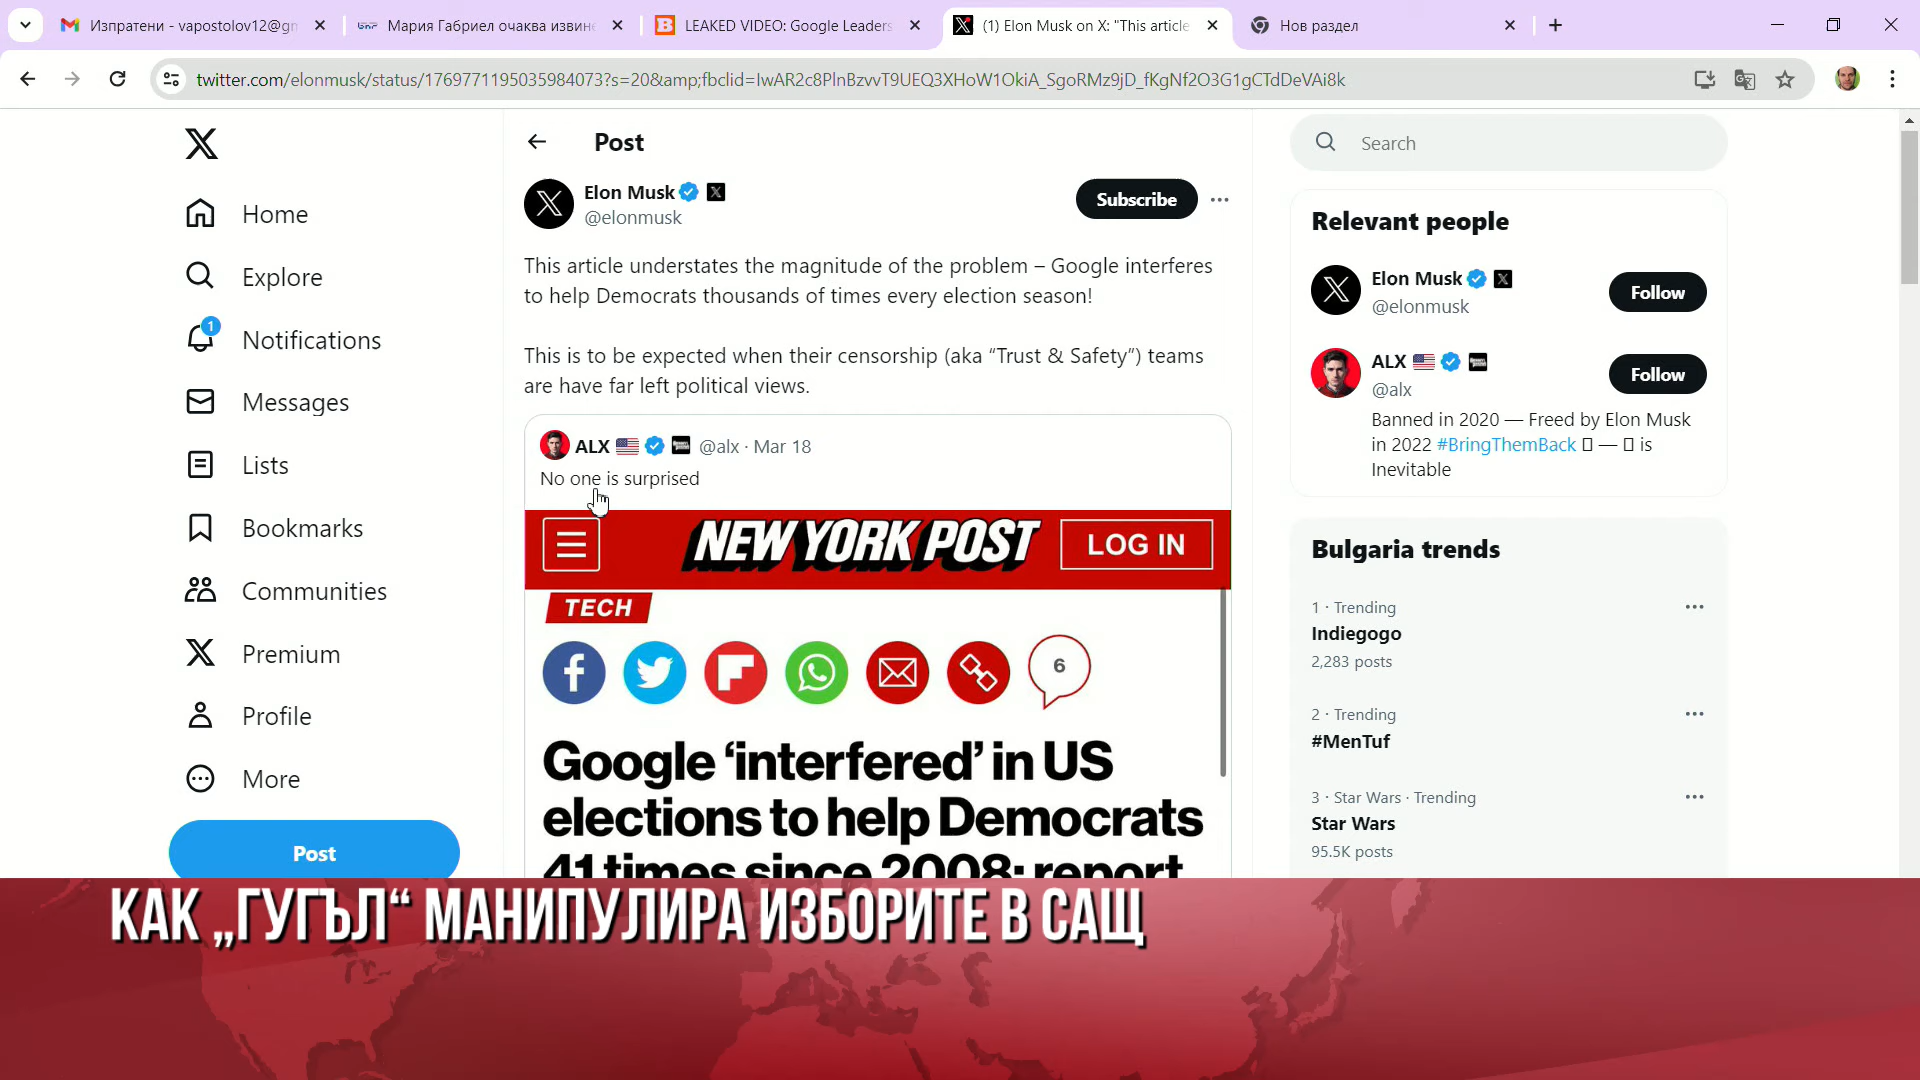 Изпратени - vapostolov12@gm
Мария Габриел очаква извине
LEAKED VIDEO: Google Leaders
(1) Elon Musk on X: "This article
Нов раздел
twitter.com/elonmusk/status/1769771195035984073?s=20&amp;fbclid=IwAR2c8PlnBzvvT9UEQ3XHoW1OkiA_SgoRMz9jD_fKgNf2O3G1gCTdDeVAi8k
Home
Explore
1
Notifications
Messages
Lists
Bookmarks
Communities
Premium
Profile
More
Post
Post
Elon Musk
@elonmusk
Subscribe
This article understates the magnitude of the problem – Google interferes
to help Democrats thousands of times every election season!
This is to be expected when their censorship (aka “Trust & Safety”) teams
are have far left political views.
ALX @alx · Mar 18
No one is surprised
NEW YORK POST
LOG IN
TECH
6
Google ‘interfered’ in US
elections to help Democrats
41 times since 2008: report
Search
Relevant people
Elon Musk
@elonmusk
Follow
ALX
@alx
Follow
Banned in 2020 — Freed by Elon Musk
in 2022 #BringThemBack — is
Inevitable
Bulgaria trends
1 · Trending
Indiegogo
2,283 posts
2 · Trending
#MenTuf
3 · Star Wars · Trending
Star Wars
95.5K posts
КАК „ГУГЪЛ“ МАНИПУЛИРА ИЗБОРИТЕ В САЩ